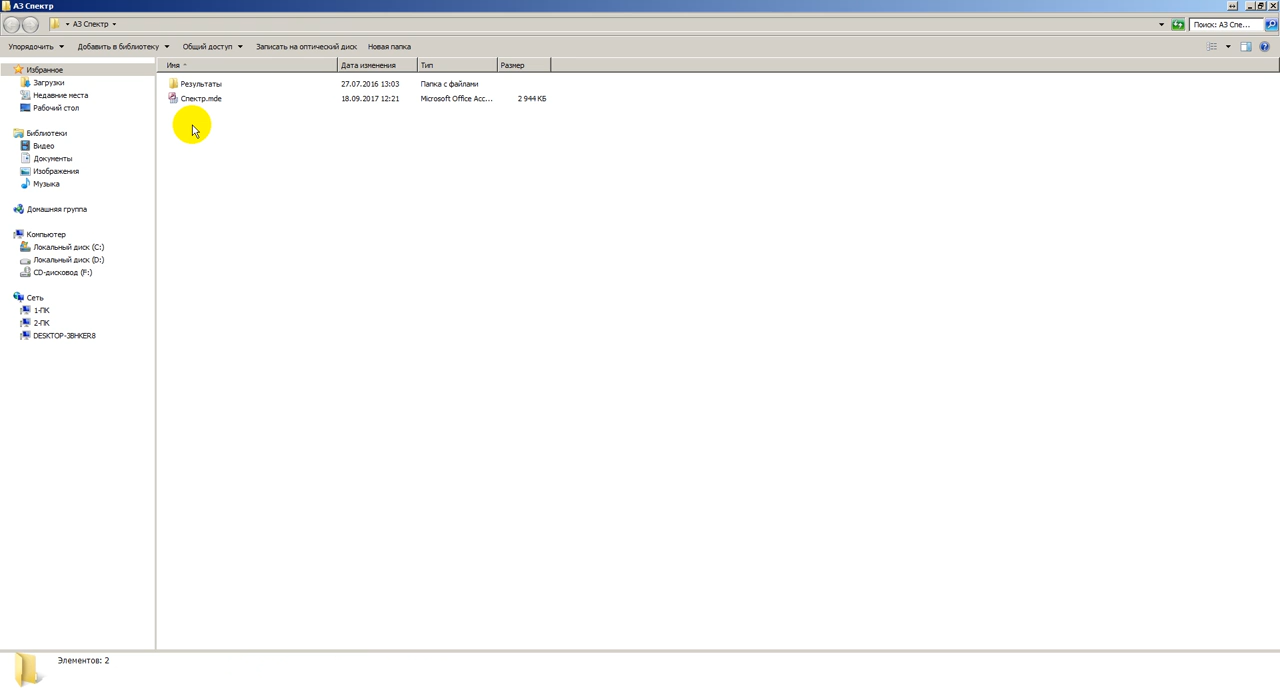 АЗ Спектр
АЗ Спектр
Поиск: АЗ Спе...
Упорядочить Добавить в библиотеку Общий доступ Записать на оптический диск Новая папка
Имя Дата изменения Тип Размер
Избранное
Загрузки
Недавние места
Рабочий стол
Библиотеки
Видео
Документы
Изображения
Музыка
Домашняя группа
Компьютер
Локальный диск (C:)
Локальный диск (D:)
CD-дисковод (F:)
Сеть
1-ПК
2-ПК
DESKTOP-3BHKER8
Результаты 27.07.2016 13:03 Папка с файлами
Спектр.mde 18.09.2017 12:21 Microsoft Office Acc... 2 944 КБ
Элементов: 2